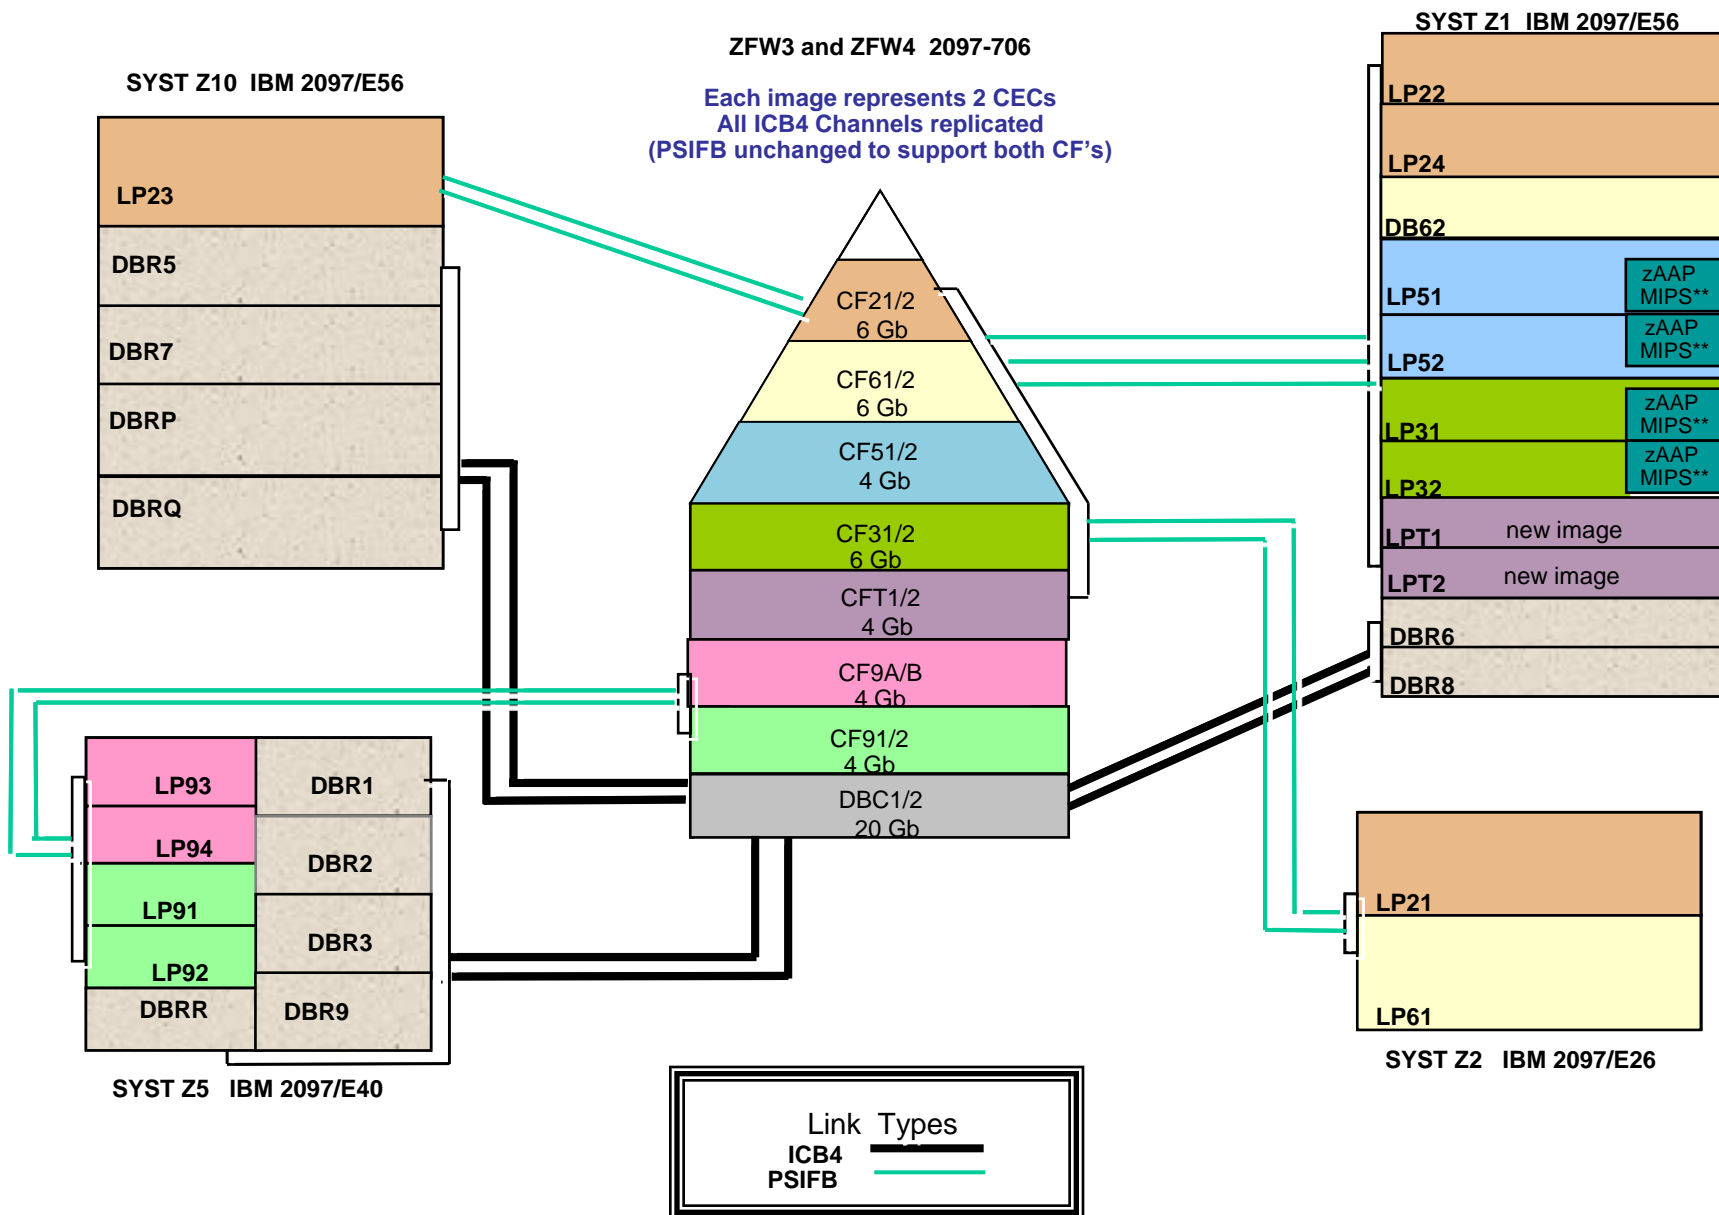 SYST Z10 IBM 2097/E56
LP23
DBR5
DBR7
DBRP
DBRQ
ZFW3 and ZFW4 2097-706
Each image represents 2 CECs
All ICB4 Channels replicated
(PSIFB unchanged to support both CF's)
CF21/2
6 Gb
CF61/2
6 Gb
CF51/2
4 Gb
CF31/2
6 Gb
CFT1/2
4 Gb
CF9A/B
4 Gb
CF91/2
4 Gb
DBC1/2
20 Gb
SYST Z1 IBM 2097/E56
LP22
LP24
DB62
LP51
zAAP
MIPS**
LP52
zAAP
MIPS**
LP31
zAAP
MIPS**
LP32
zAAP
MIPS**
LPT1 new image
LPT2 new image
DBR6
DBR8
LP93
LP94
LP91
LP92
DBRR
DBR1
DBR2
DBR3
DBR9
SYST Z5 IBM 2097/E40
LP21
LP61
SYST Z2 IBM 2097/E26
Link Types
ICB4
PSIFB